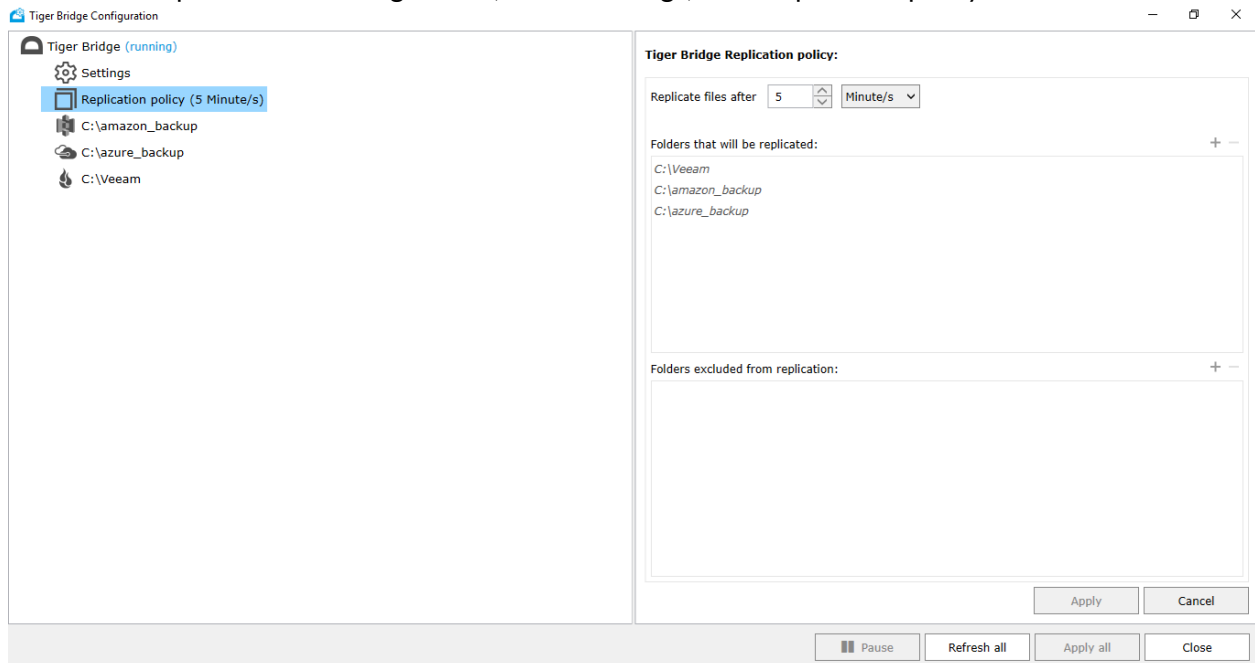 Tiger Bridge Configuration
Tiger Bridge (running)
Settings
Replication policy (5 Minute/s)
C:\amazon_backup
C:\azure_backup
C:\Veeam
Tiger Bridge Replication policy:
Replicate files after 5 Minute/s
Folders that will be replicated:
C:\Veeam
C:\amazon_backup
C:\azure_backup
Folders excluded from replication:
Apply Cancel
Pause Refresh all Apply all Close